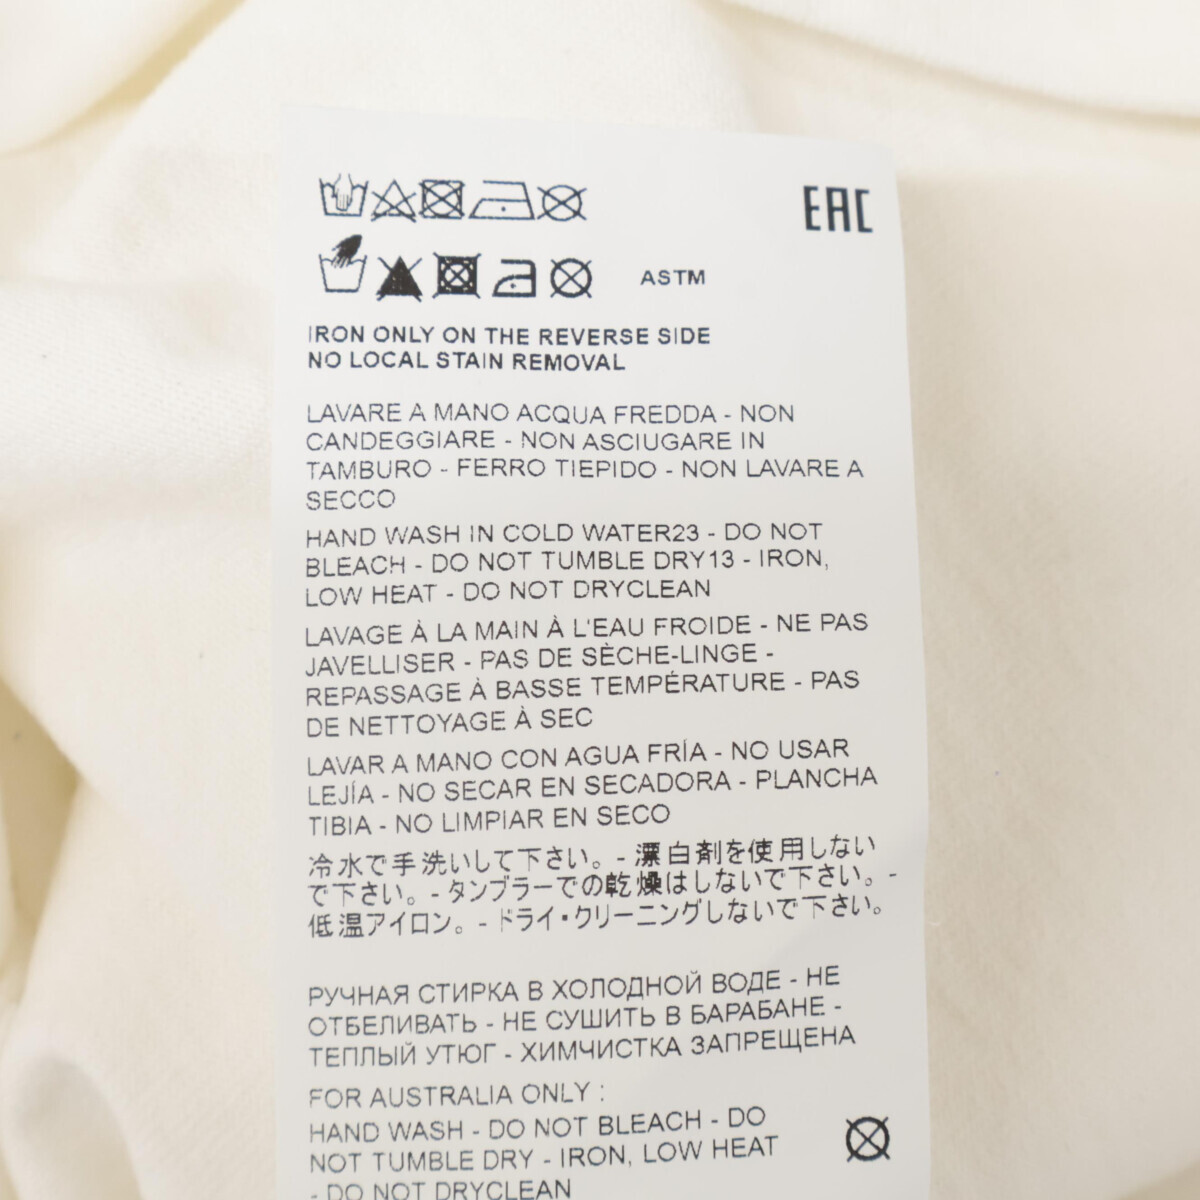 EAC
ASTM
IRON ONLY ON THE REVERSE SIDE
NO LOCAL STAIN REMOVAL
LAVARE A MANO ACQUA FREDDA - NON
CANDEGGIARE - NON ASCIUGARE IN
TAMBURO - FERRO TIEPIDO - NON LAVARE A
SECCO
HAND WASH IN COLD WATER23 - DO NOT
BLEACH - DO NOT TUMBLE DRY13 - IRON,
LOW HEAT - DO NOT DRYCLEAN
LAVAGE À LA MAIN À L'EAU FROIDE - NE PAS
JAVELLISER - PAS DE SÈCHE-LINGE -
REPASSAGE À BASSE TEMPÉRATURE - PAS
DE NETTOYAGE À SEC
LAVAR A MANO CON AGUA FRÍA - NO USAR
LEJÍA - NO SECAR EN SECADORA - PLANCHA
TIBIA - NO LIMPIAR EN SECO
冷水で手洗いして下さい。- 漂白剤を使用しない
で下さい。- タンブラーでの乾燥はしないで下さい。-
低温アイロン。- ドライ・クリーニングしないで下さい。
РУЧНАЯ СТИРКА В ХОЛОДНОЙ ВОДЕ - НЕ
ОТБЕЛИВАТЬ - НЕ СУШИТЬ В БАРАБАНЕ -
ТЕПЛЫЙ УТЮГ - ХИМЧИСТКА ЗАПРЕЩЕНА
FOR AUSTRALIA ONLY :
HAND WASH - DO NOT BLEACH - DO
NOT TUMBLE DRY - IRON, LOW HEAT
- DO NOT DRYCLEAN